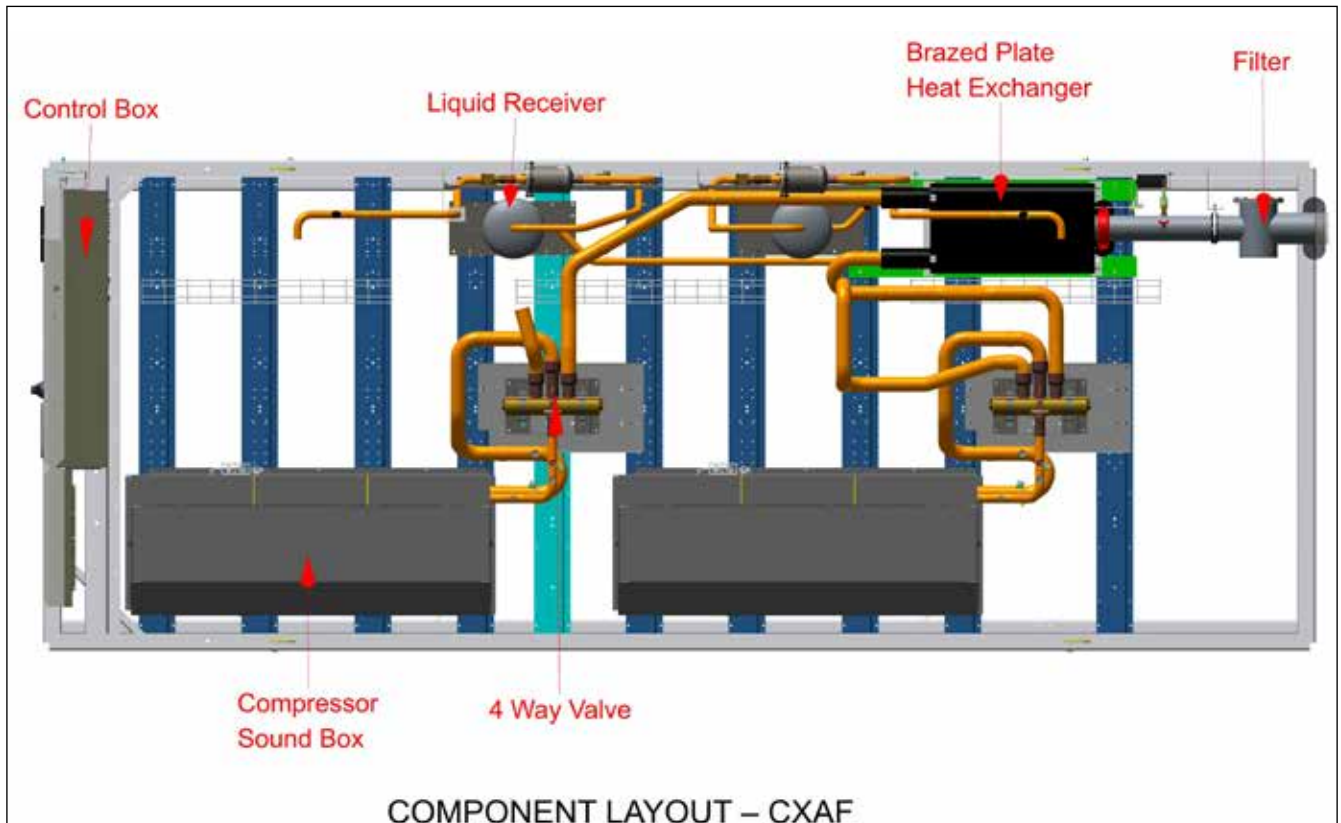 Control Box
Liquid Receiver
Brazed Plate
Heat Exchanger
Filter
Compressor
Sound Box
4 Way Valve
COMPONENT LAYOUT – CXAF